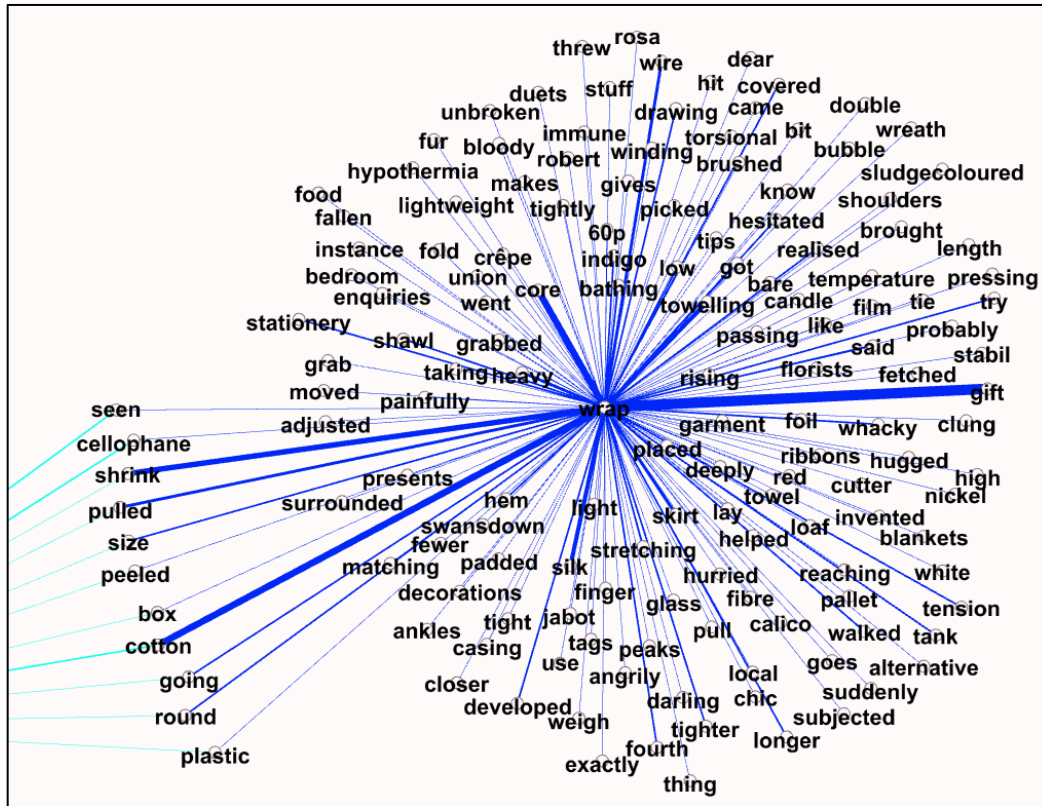 rosa
threw
wire
dear
stuff
hit
covered
duets
drawing
came
double
unbroken
immune
torsional
bit
wreath
fur
bloody
robert
winding
brushed
bubble
hypothermia
makes
gives
know
sludgecoloured
food
lightweight
tightly
picked
shoulders
fallen
60p
tips
hesitated
brought
instance
fold
crêpe
indigo
low
got
realised
length
bedroom
union
core
bathing
bare
temperature
pressing
enquiries
went
towelling
candle
film
tie
try
stationery
shawl
grabbed
passing
like
said
probably
grab
taking
heavy
rising
florists
fetched
stabil
moved
painfully
gift
seen
wrap
adjusted
garment
foil
whacky
clung
cellophane
placed
ribbons
hugged
shrink
presents
deeply
red
cutter
high
pulled
surrounded
hem
light
skirt
lay
towel
nickel
swansdown
loaf
invented
size
fewer
stretching
helped
blankets
peeled
matching
padded
silk
hurried
reaching
white
decorations
finger
glass
fibre
pallet
tension
box
ankles
tight
jabot
pull
calico
walked
tank
cotton
casing
tags
peaks
going
use
angrily
local
goes
alternative
closer
darling
chic
suddenly
round
developed
weigh
tighter
subjected
plastic
exactly
fourth
longer
thing